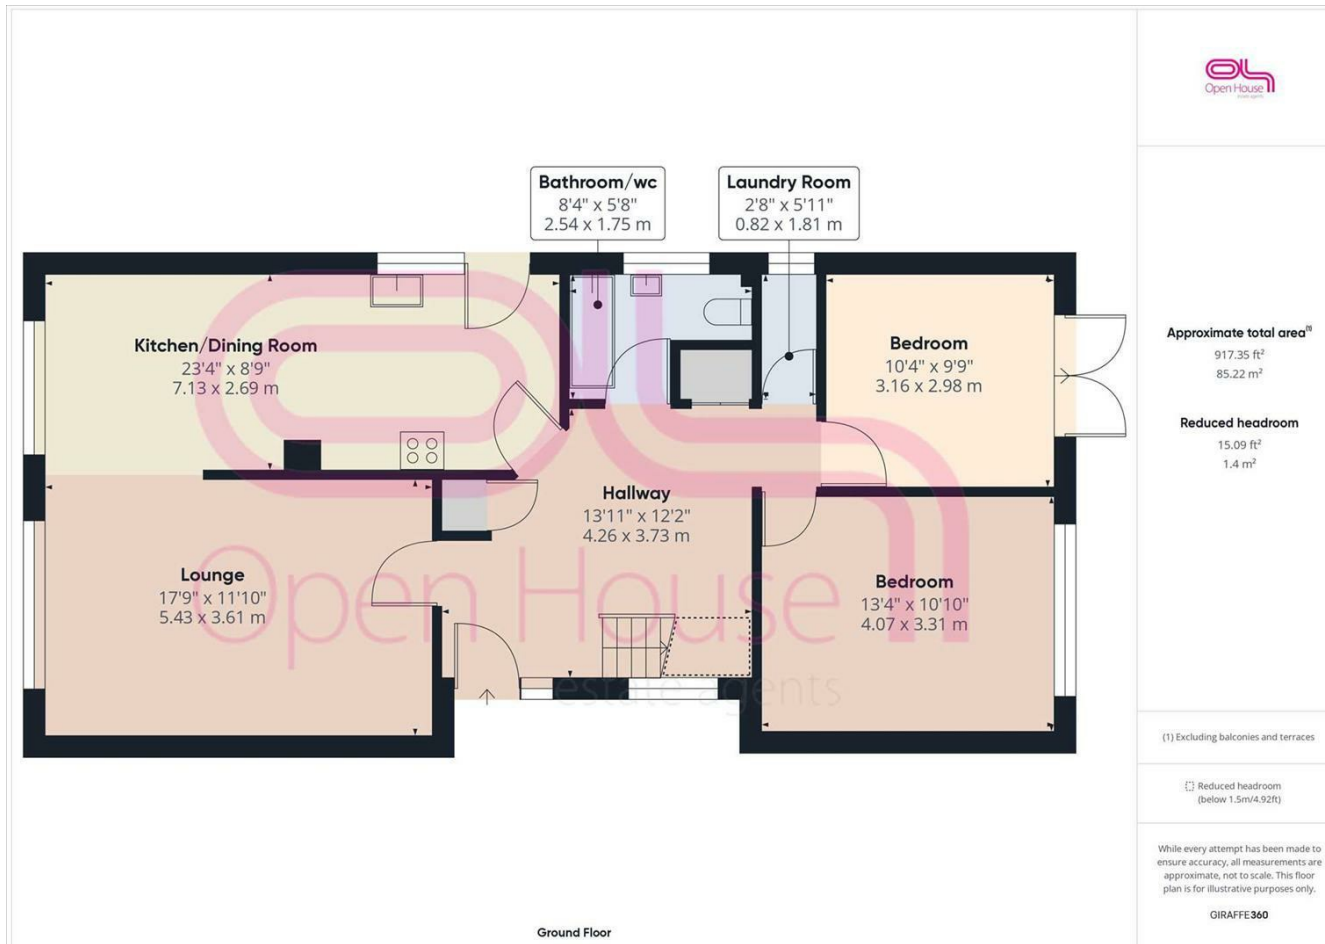 Open House
estate agents
Bathroom/wc
8'4" x 5'8"
2.54 x 1.75 m
Laundry Room
2'8" x 5'11"
0.82 x 1.81 m
Kitchen/Dining Room
23'4" x 8'9"
7.13 x 2.69 m
Bedroom
10'4" x 9'9"
3.16 x 2.98 m
Hallway
13'11" x 12'2"
4.26 x 3.73 m
Lounge
17'9" x 11'10"
5.43 x 3.61 m
Bedroom
13'4" x 10'10"
4.07 x 3.31 m
Open House
estate agents
Ground Floor
Approximate total area(1)
917.35 ft²
85.22 m²
Reduced headroom
15.09 ft²
1.4 m²
(1) Excluding balconies and terraces
Reduced headroom
(below 1.5m/4.92ft)
While every attempt has been made to
ensure accuracy, all measurements are
approximate, not to scale. This floor
plan is for illustrative purposes only.
GIRAFFE360